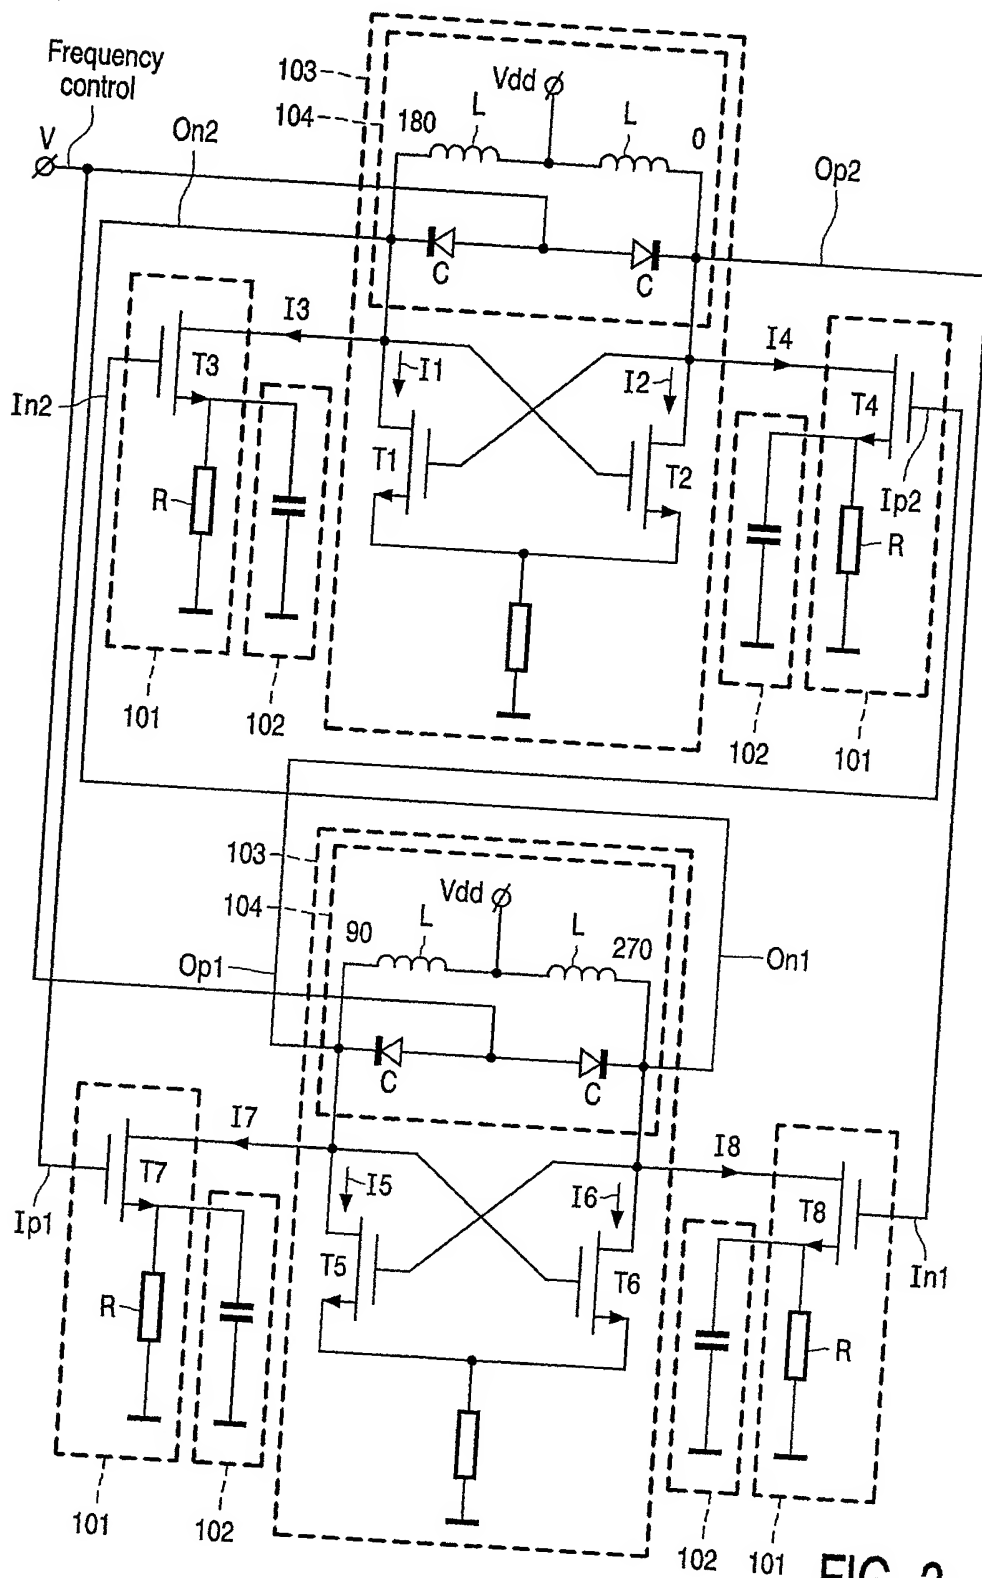 Frequency
control
V
On2
103
104
Vdd
L
L
180
0
Op2
C
C
I3
I4
T3
I1
I2
T4
In2
T1
T2
Ip2
R
R
101
102
102
101
103
104
Vdd
L
L
90
270
Op1
On1
C
C
I7
I8
T7
I5
I6
T8
Ip1
T5
T6
In1
R
R
101
102
102
101